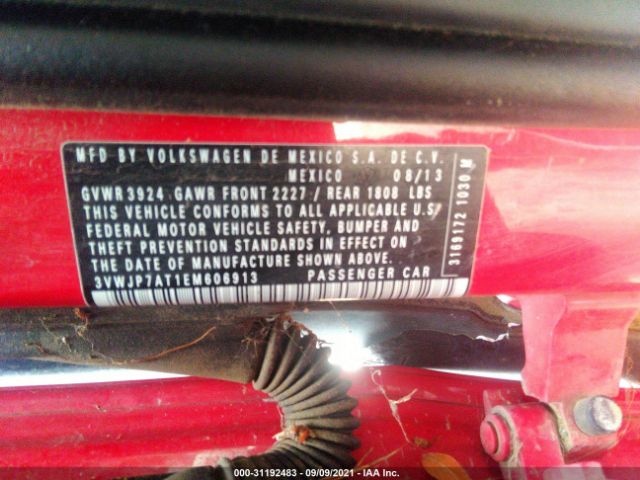 MFD BY VOLKSWAGEN DE MEXICO S.A. DE C.V.
MEXICO 08/13
GVWR 3924 GAWR FRONT 2227 / REAR 1808 LBS
THIS VEHICLE CONFORMS TO ALL APPLICABLE U.S/
FEDERAL MOTOR VEHICLE SAFETY, BUMPER AND
THEFT PREVENTION STANDARDS IN EFFECT ON
THE DATE OF MANUFACTURE SHOWN ABOVE.
3VWJP7AT1EM606913 PASSENGER CAR
3169172 1030 M
000-31192483 - 09/09/2021 - IAA Inc.